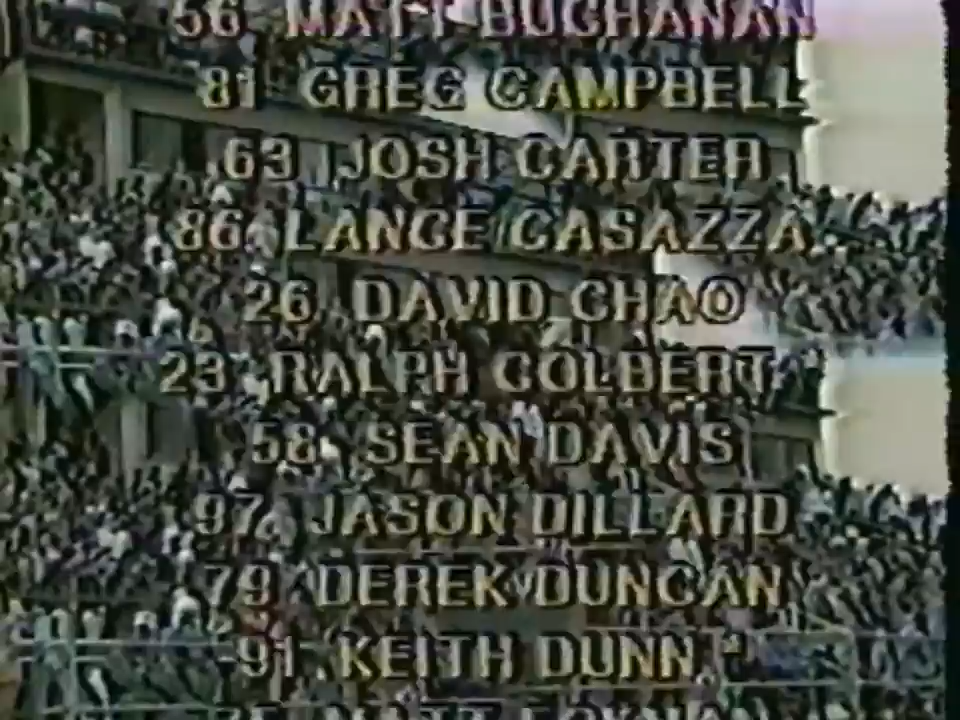 56 MATT BUCHANAN
81 GREG CAMPBELL
63 JOSH CARTER
86 LANCE CASAZZA
26 DAVID CHAO
23 RALPH COLBERT
58 SEAN DAVIS
97 JASON DILLARD
79 DEREK DUNCAN
91 KEITH DUNN
MATT